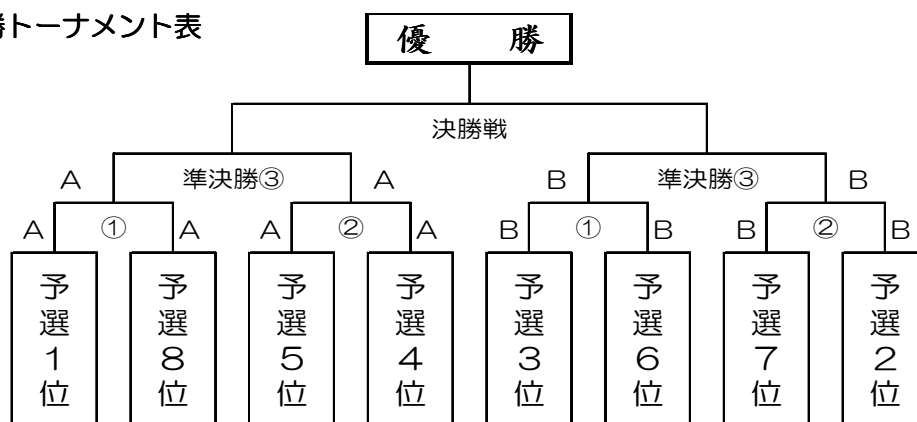 勝トーナメント表
優 勝
決勝戦
A 準決勝③ A B 準決勝③ B
A ① A A ② A B ① B B ② B
予選1位
予選8位
予選5位
予選4位
予選3位
予選6位
予選7位
予選2位